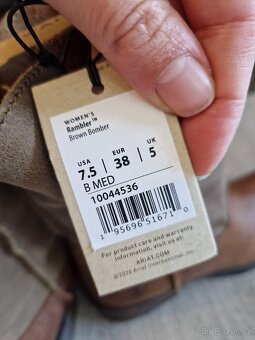 WOMEN'S
Rambler™
Brown Bomber
USA EUR UK
7.5 | 38 | 5
B MED
10044536
1 95696 51671 0
For product care and
warranty information,
visit us at:
ARIAT.COM
©2020 Ariat International, Inc.